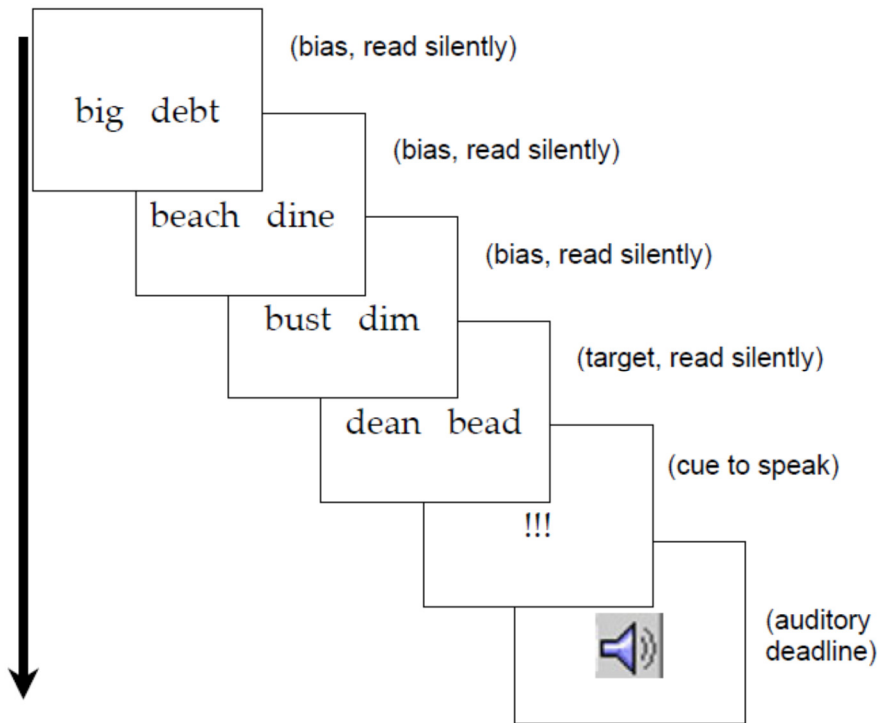 (bias, read silently)
big debt
(bias, read silently)
beach dine
(bias, read silently)
bust dim
(target, read silently)
dean bead
(cue to speak)
!!!
(auditory
deadline)